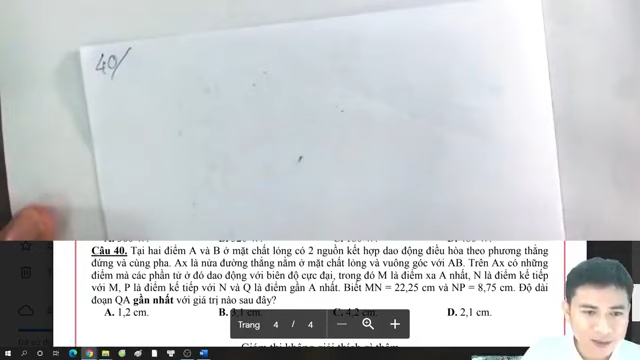 40/
Câu 40. Tại hai điểm A và B ở mặt chất lỏng có 2 nguồn kết hợp dao động điều hòa theo phương thẳng
đứng và cùng pha. Ax là nửa đường thẳng nằm ở mặt chất lỏng và vuông góc với AB. Trên Ax có những
điểm mà các phần tử ở đó dao động với biên độ cực đại, trong đó M là điểm xa A nhất, N là điểm kế tiếp
với M, P là điểm kế tiếp với N và Q là điểm gần A nhất. Biết MN = 22,25 cm và NP = 8,75 cm. Độ dài
đoạn QA gần nhất với giá trị nào sau đây?
A. 1,2 cm. B. 3,1 cm. C. 4,2 cm. D. 2,1 cm.
Trang 4 / 4